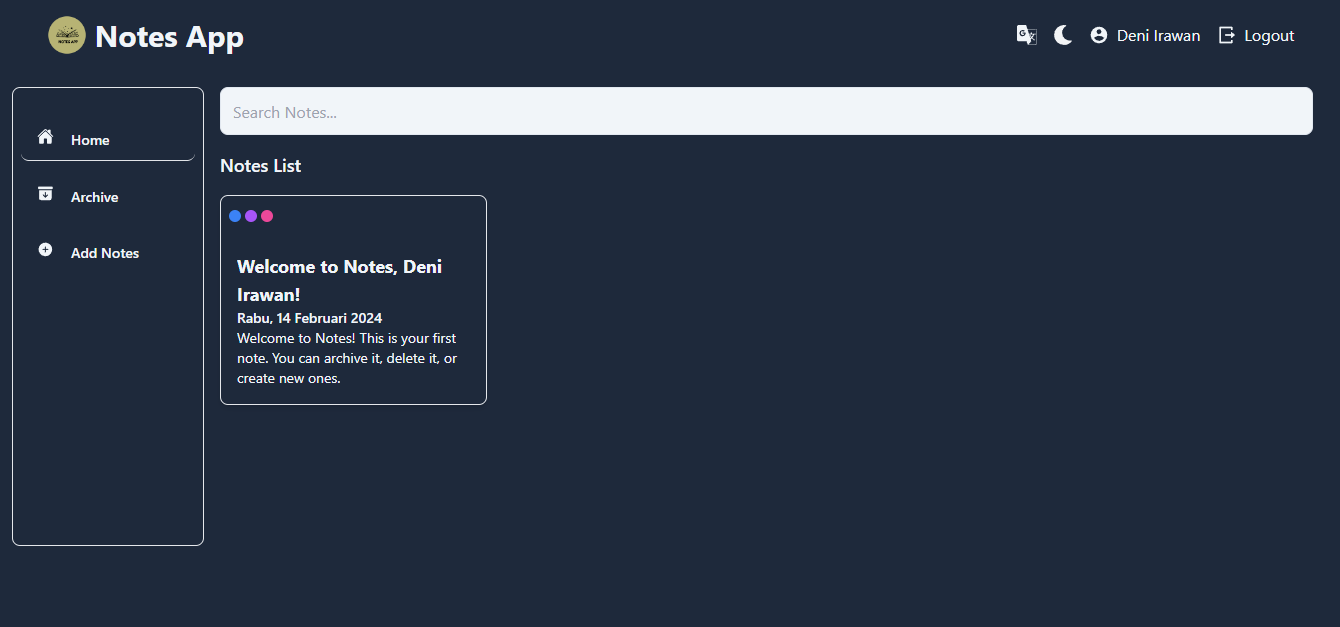 Notes App
Deni Irawan
Logout
Home
Archive
Add Notes
Search Notes...
Notes List
Welcome to Notes, Deni
Irawan!
Rabu, 14 Februari 2024
Welcome to Notes! This is your first
note. You can archive it, delete it, or
create new ones.